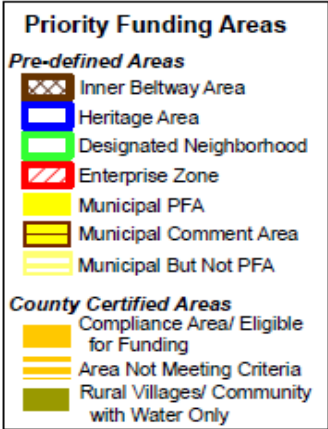 Priority Funding Areas
Pre-defined Areas
Inner Beltway Area
Heritage Area
Designated Neighborhood
Enterprise Zone
Municipal PFA
Municipal Comment Area
Municipal But Not PFA
County Certified Areas
Compliance Area/ Eligible
for Funding
Area Not Meeting Criteria
Rural Villages/ Community
with Water Only